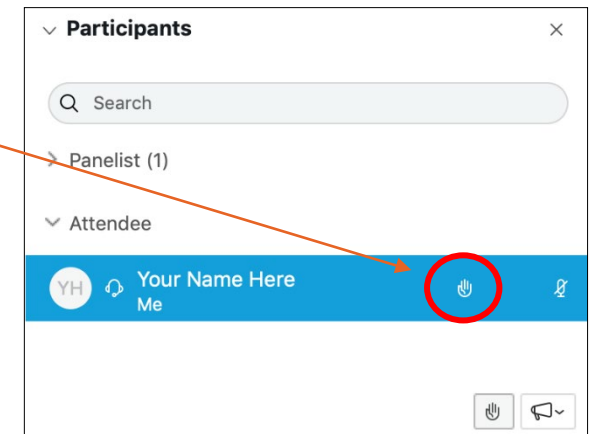 Participants
Search
Panelist (1)
Attendee
YH
Your Name Here
Me